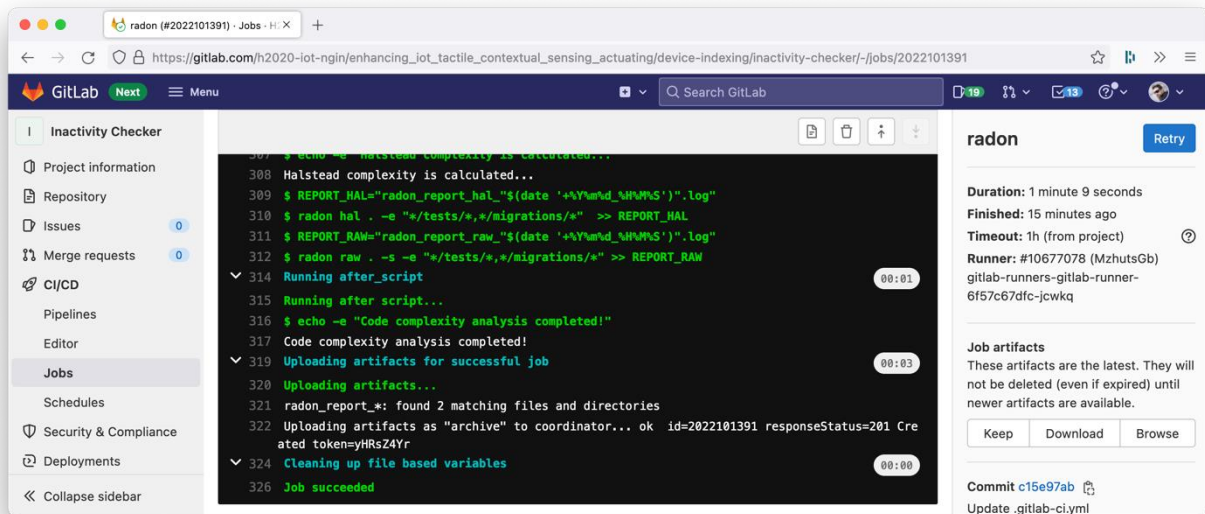 radon (#2022101391) · Jobs · H
https://gitlab.com/h2020-iot-ngin/enhancing_iot_tactile_contextual_sensing_actuating/device-indexing/inactivity-checker/-/jobs/2022101391
GitLab Next Menu Search GitLab 19 13
I Inactivity Checker
Project information
Repository
Issues 0
Merge requests 0
CI/CD
Pipelines
Editor
Jobs
Schedules
Security & Compliance
Deployments
Collapse sidebar
307 $ echo -e "Halstead complexity is calculated...
308 Halstead complexity is calculated...
309 $ REPORT_HAL="radon_report_hal_"$(date '+%Y%m%d_%H%M%S')".log"
310 $ radon hal . -e "*/tests/*,*/migrations/*" >> REPORT_HAL
311 $ REPORT_RAW="radon_report_raw_"$(date '+%Y%m%d_%H%M%S')".log"
312 $ radon raw . -s -e "*/tests/*,*/migrations/*" >> REPORT_RAW
314 Running after_script 00:01
315 Running after script...
316 $ echo -e "Code complexity analysis completed!"
317 Code complexity analysis completed!
319 Uploading artifacts for successful job 00:03
320 Uploading artifacts...
321 radon_report_*: found 2 matching files and directories
322 Uploading artifacts as "archive" to coordinator... ok id=2022101391 responseStatus=201 Cre
ated token=yHRsZ4Yr
324 Cleaning up file based variables 00:00
326 Job succeeded
radon Retry
Duration: 1 minute 9 seconds
Finished: 15 minutes ago
Timeout: 1h (from project)
Runner: #10677078 (MzhutsGb)
gitlab-runners-gitlab-runner-
6f57c67dfc-jcwkq
Job artifacts
These artifacts are the latest. They will
not be deleted (even if expired) until
newer artifacts are available.
Keep Download Browse
Commit c15e97ab
Update .gitlab-ci.yml